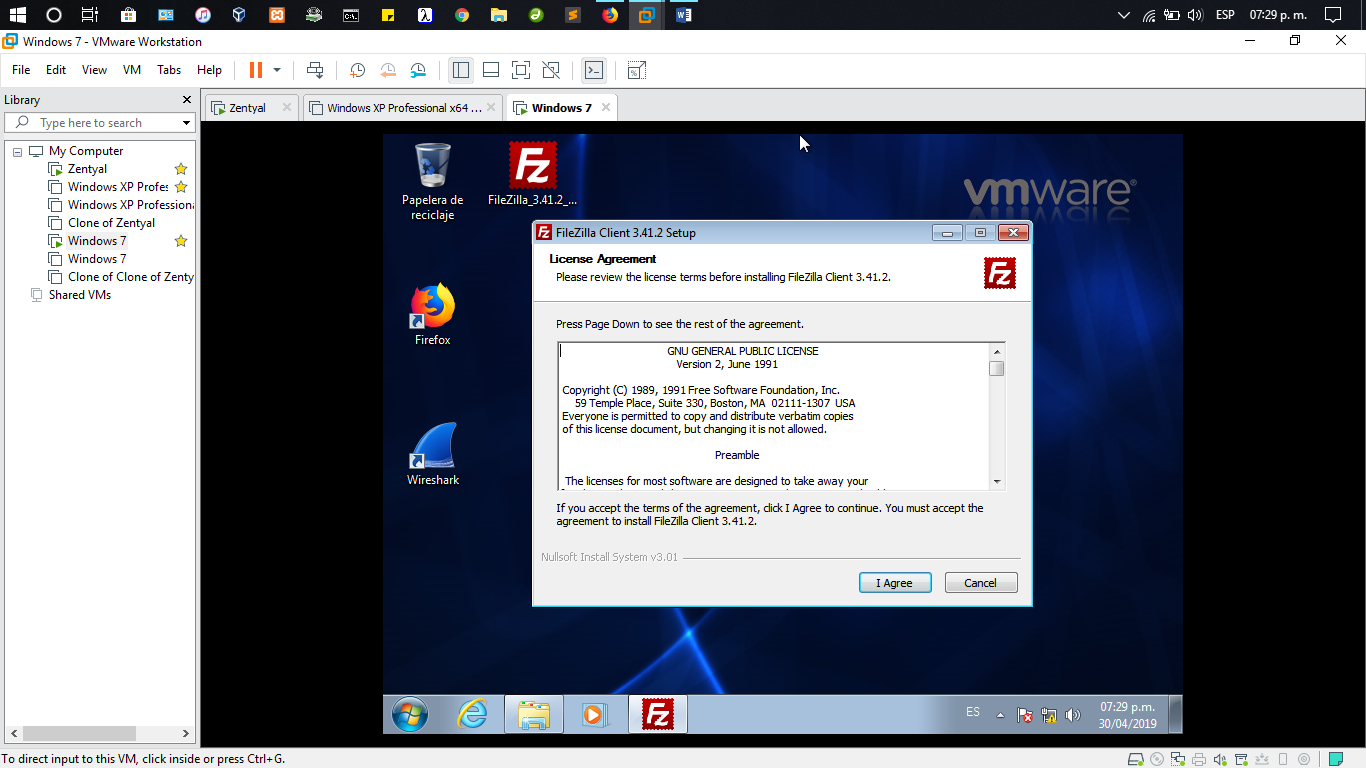 ESP 07:29 p. m.
Windows 7 - VMware Workstation
File Edit View VM Tabs Help
Library
Type here to search
My Computer
Zentyal
Windows XP Profes
Windows XP Professiona
Clone of Zentyal
Windows 7
Windows 7
Clone of Clone of Zenty
Shared VMs
Zentyal
Windows XP Professional x64 ...
Windows 7
Papelera de
reciclaje
FileZilla_3.41.2_...
Firefox
Wireshark
vmware®
FileZilla Client 3.41.2 Setup
License Agreement
Please review the license terms before installing FileZilla Client 3.41.2.
Press Page Down to see the rest of the agreement.
GNU GENERAL PUBLIC LICENSE
Version 2, June 1991
Copyright (C) 1989, 1991 Free Software Foundation, Inc.
59 Temple Place, Suite 330, Boston, MA 02111-1307 USA
Everyone is permitted to copy and distribute verbatim copies
of this license document, but changing it is not allowed.
Preamble
The licenses for most software are designed to take away your
If you accept the terms of the agreement, click I Agree to continue. You must accept the
agreement to install FileZilla Client 3.41.2.
Nullsoft Install System v3.01
I Agree
Cancel
ES
07:29 p.m.
30/04/2019
To direct input to this VM, click inside or press Ctrl+G.